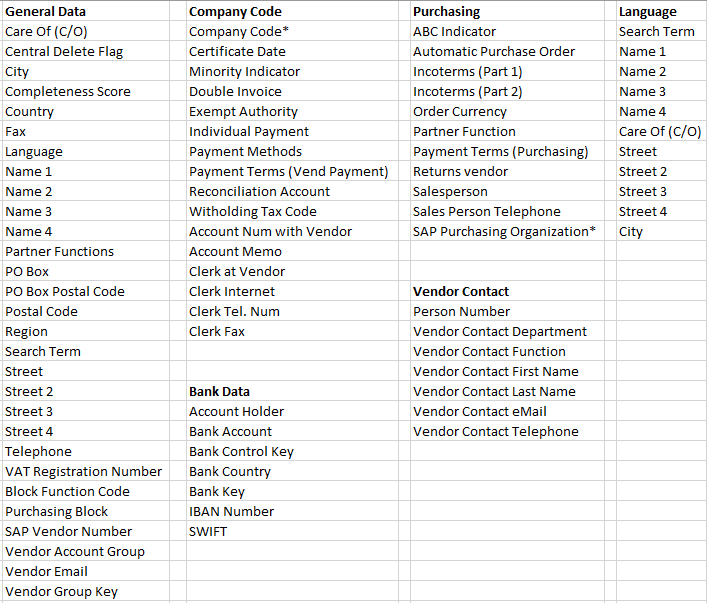 General Data
Care Of (C/O)
Central Delete Flag
City
Completeness Score
Country
Fax
Language
Name 1
Name 2
Name 3
Name 4
Partner Functions
PO Box
PO Box Postal Code
Postal Code
Region
Search Term
Street
Street 2
Street 3
Street 4
Telephone
VAT Registration Number
Block Function Code
Purchasing Block
SAP Vendor Number
Vendor Account Group
Vendor Email
Vendor Group Key
Company Code
Company Code*
Certificate Date
Minority Indicator
Double Invoice
Exempt Authority
Individual Payment
Payment Methods
Payment Terms (Vend Payment)
Reconciliation Account
Witholding Tax Code
Account Num with Vendor
Account Memo
Clerk at Vendor
Clerk Internet
Clerk Tel. Num
Clerk Fax
Bank Data
Account Holder
Bank Account
Bank Control Key
Bank Country
Bank Key
IBAN Number
SWIFT
Purchasing
ABC Indicator
Automatic Purchase Order
Incoterms (Part 1)
Incoterms (Part 2)
Order Currency
Partner Function
Payment Terms (Purchasing)
Returns vendor
Salesperson
Sales Person Telephone
SAP Purchasing Organization*
Vendor Contact
Person Number
Vendor Contact Department
Vendor Contact Function
Vendor Contact First Name
Vendor Contact Last Name
Vendor Contact eMail
Vendor Contact Telephone
Language
Search Term
Name 1
Name 2
Name 3
Name 4
Care Of (C/O)
Street
Street 2
Street 3
Street 4
City